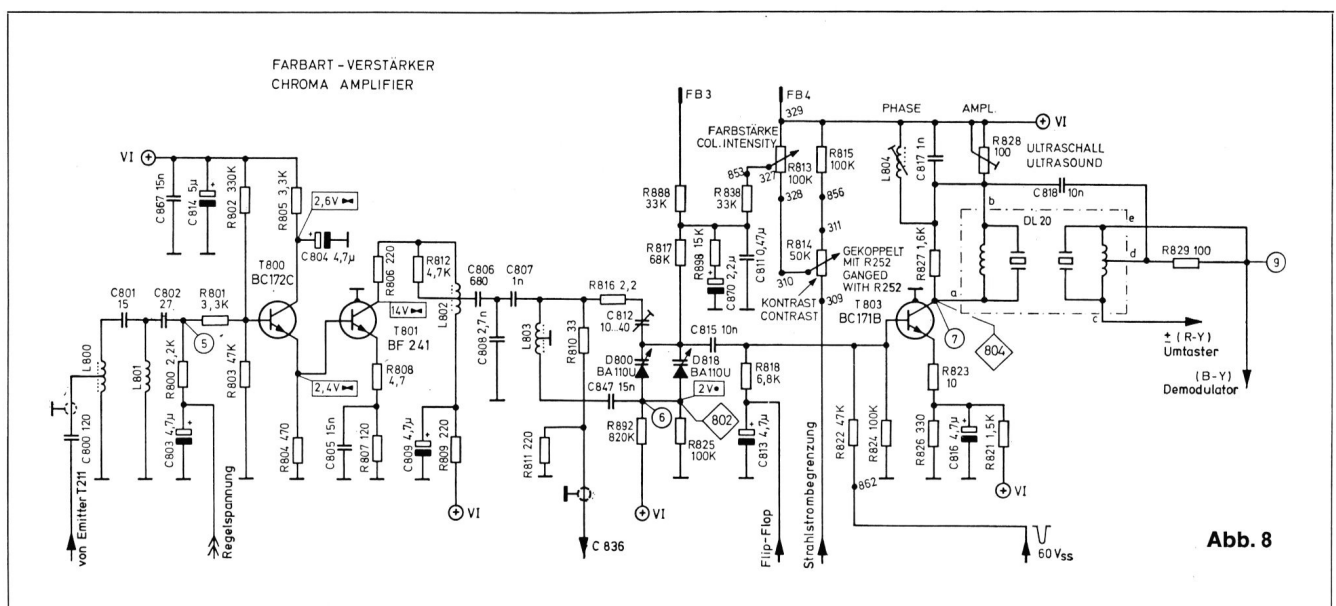 FARBART-VERSTÄRKER
CHROMA AMPLIFIER
FB3
FB4
329
PHASE
AMPL.
VI
FARBSTÄRKE
COL. INTENSITY
R828
100
ULTRASCHALL
ULTRASOUND
VI
C867 15n
C814 5µ
R802 330K
R805 3,3K
2,6V
C804 4,7µ
R888
33K
853
R838
33K
327
R813
100K
328
R815
100K
856
311
L804
C817 1n
C818 10n
b
DL 20
e
d
R829 100
9
T800
BC172C
R806 220
R812
4,7K
L802
C806
680
C807
1n
R816 2,2
C812
10...40
R817
68K
R898 15K
C870 2,2µ
C811 0,47µ
R814
50K
310
309
GEKOPPELT
MIT R252
GANGED
WITH R252
KONTRAST
CONTRAST
R827 1,6K
a
c
C801
15
C802
27
R801
3,3K
5
14V
T801
BF 241
C808 2,7n
L803
R810 33
C815 10n
T803
BC171B
7
804
± (R-Y)
Umtaster
(B-Y)
Demodulator
L800
L801
R800 2,2K
R803 47K
2,4V
R808
4,7
D800
BA110U
D818
BA110U
C847 15n
2V
6
802
R818
6,8K
R823
10
C800 120
C803 4,7µ
R804 470
C805 15n
R807 120
C809 4,7µ
R809 220
R811 220
R892
820K
R825
100K
C813 4,7µ
R822 47K
R824 100K
862
R826 330
C816 4,7µ
R821 1,5K
VI
VI
VI
von Emitter T211
Regelspannung
C 836
Flip-Flop
Strahlstrombegrenzung
60Vss
Abb. 8